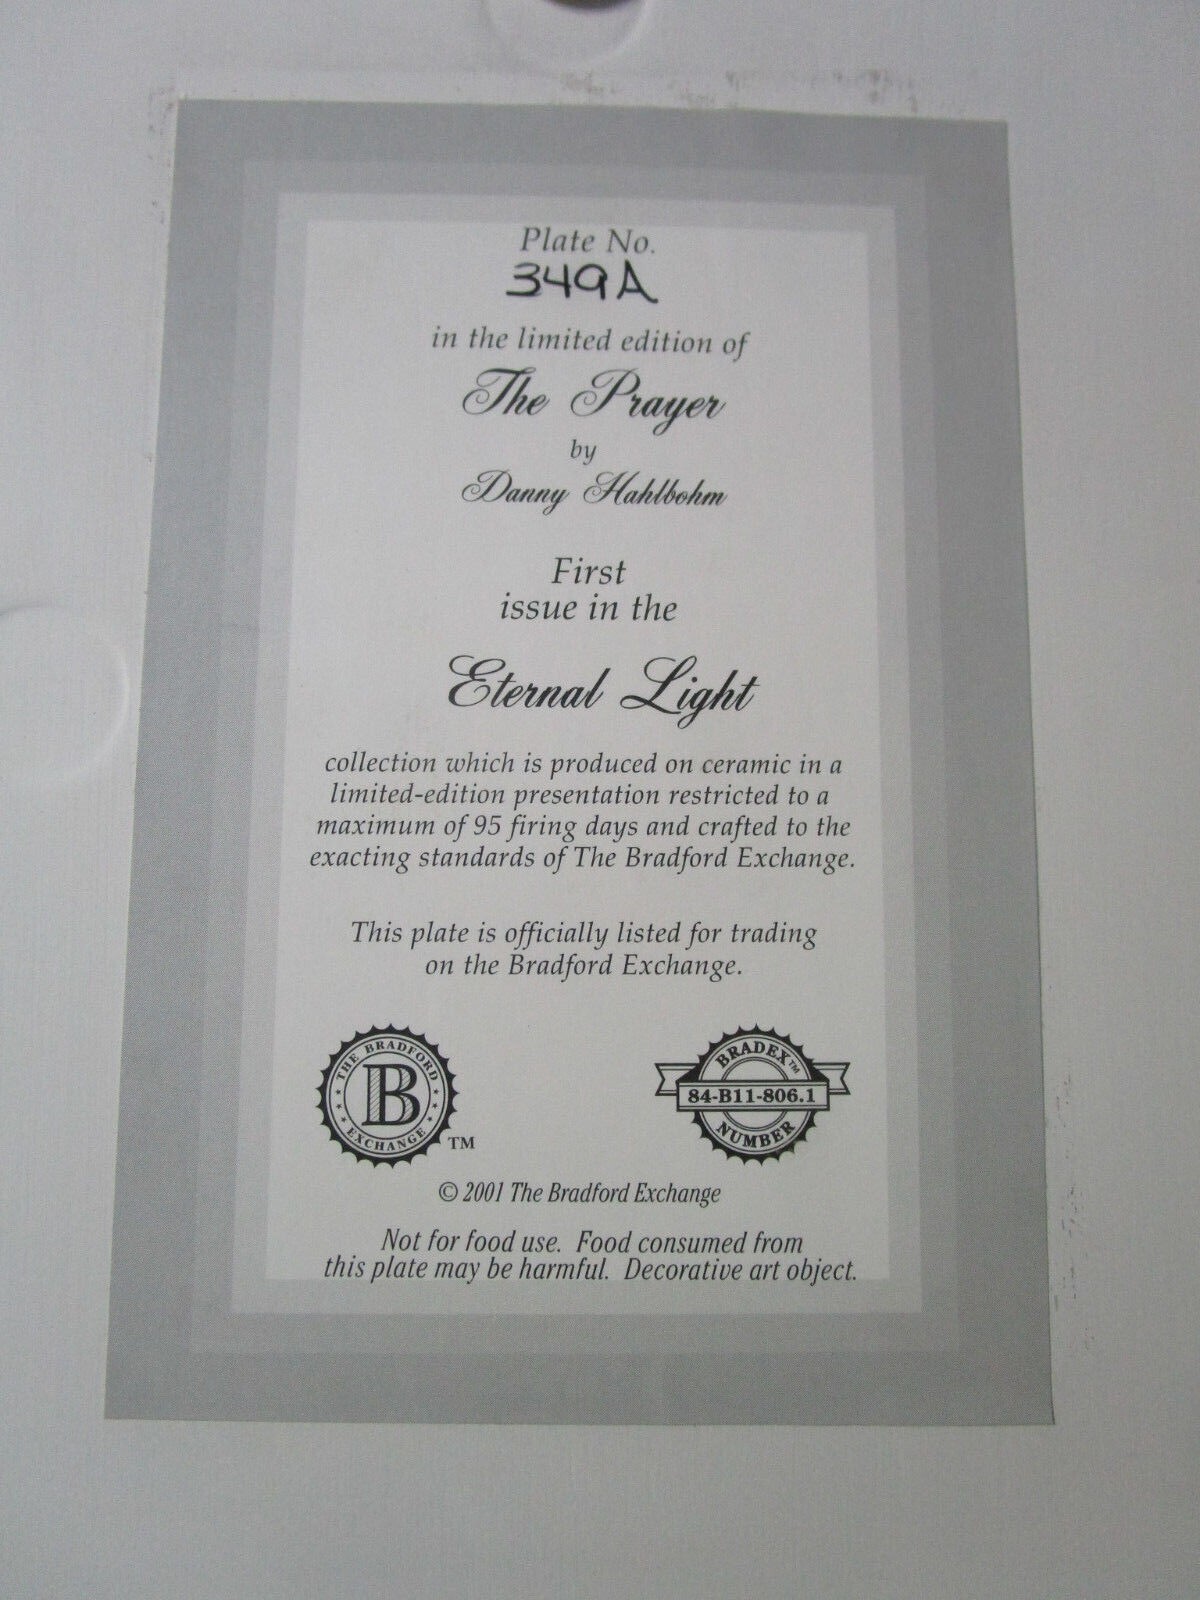 Plate No.
349A
in the limited edition of
The Prayer
by
Danny Hahlbohm
First
issue in the
Eternal Light
collection which is produced on ceramic in a
limited-edition presentation restricted to a
maximum of 95 firing days and crafted to the
exacting standards of The Bradford Exchange.
This plate is officially listed for trading
on the Bradford Exchange.
THE BRADFORD
B
EXCHANGE
TM
BRADEX™
84-B11-806.1
NUMBER
© 2001 The Bradford Exchange
Not for food use. Food consumed from
this plate may be harmful. Decorative art object.